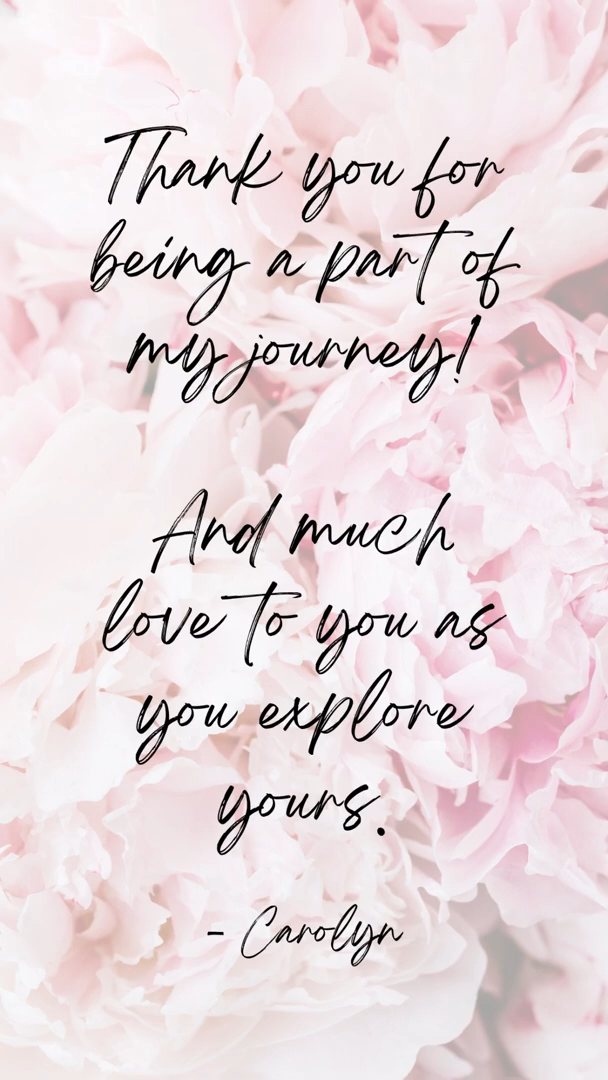 Thank you for
being a part of
my journey!
And much
love to you as
you explore
yours.
- Carolyn